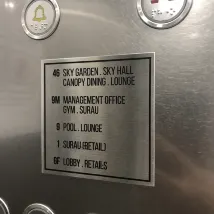 46 SKY GARDEN . SKY HALL
CANOPY DINING . LOUNGE
9M MANAGEMENT OFFICE
GYM . SURAU
9 POOL . LOUNGE
1 SURAU (RETAIL)
GF LOBBY . RETAILS